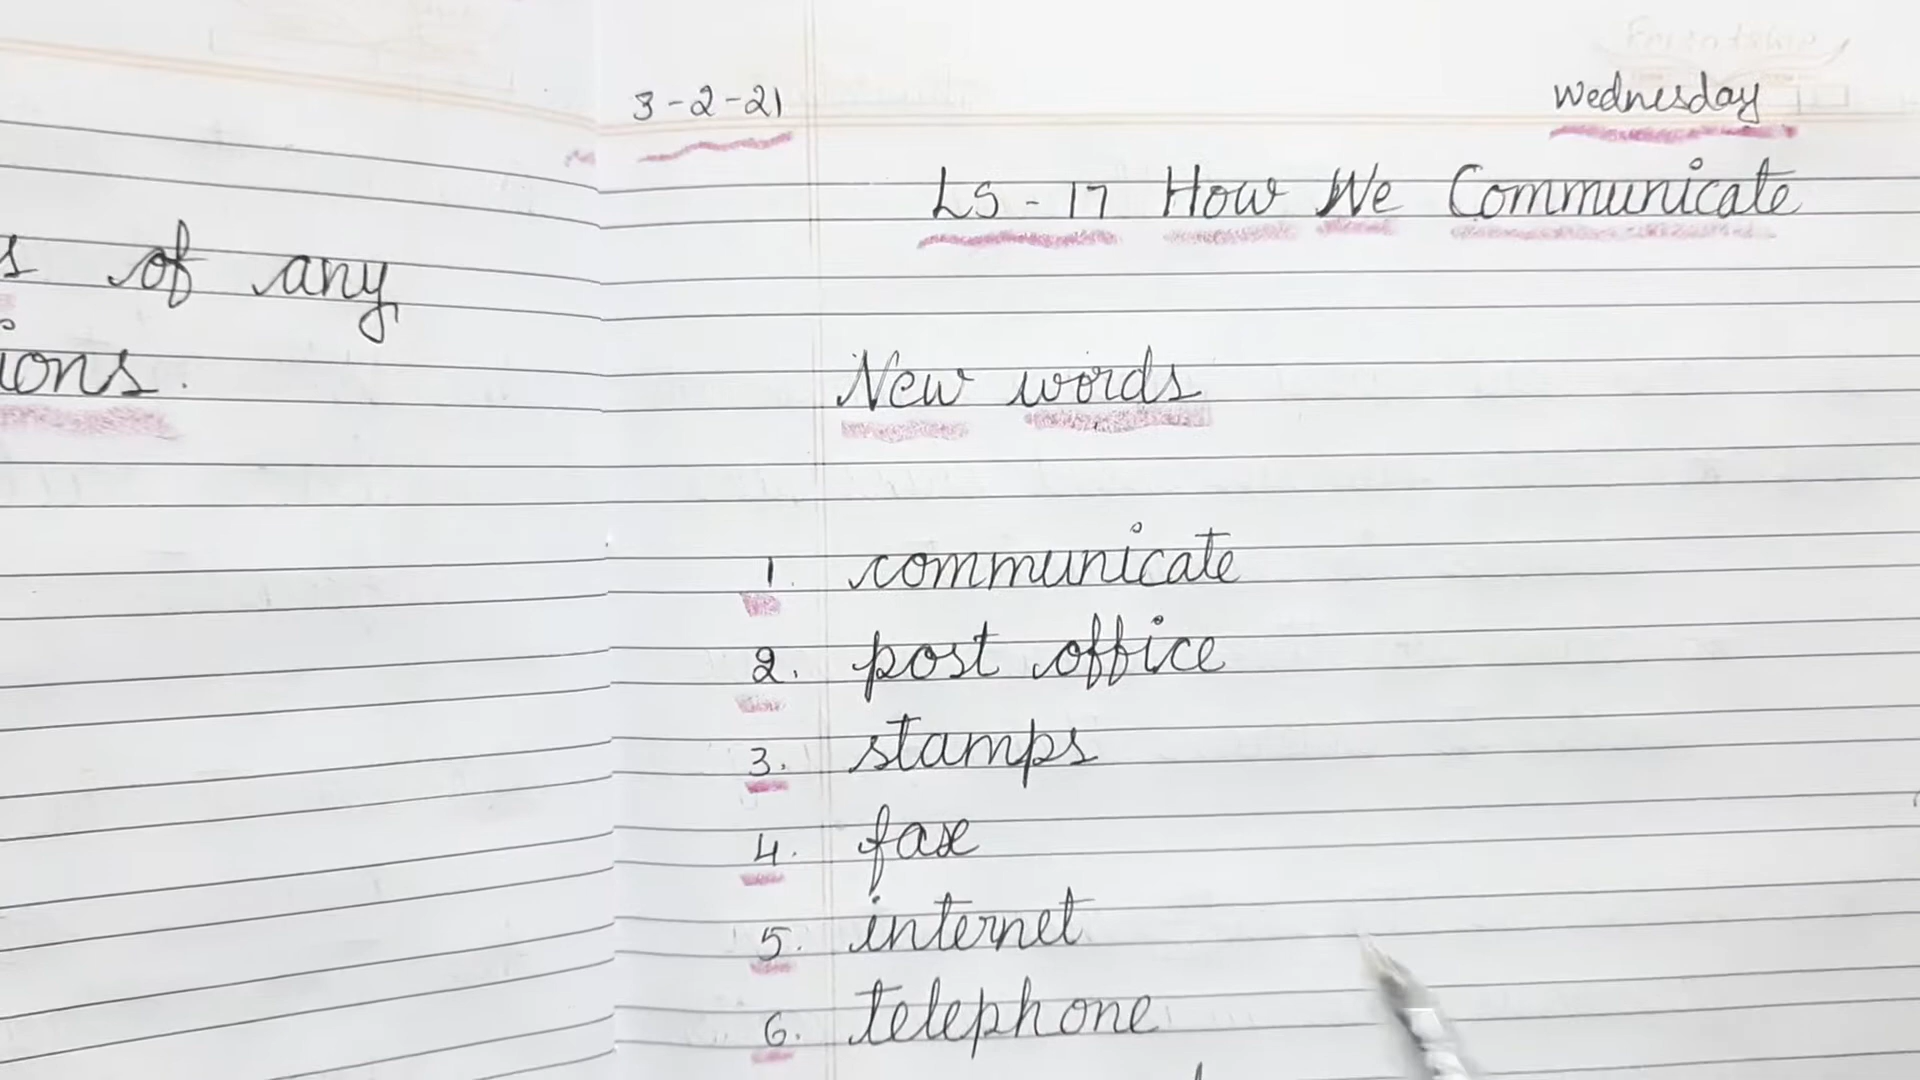 of any
ions.
3-2-21
Wednesday
LS-17 How We Communicate
New words
1. communicate
2. post office
3. stamps
4. fax
5. internet
6. telephone